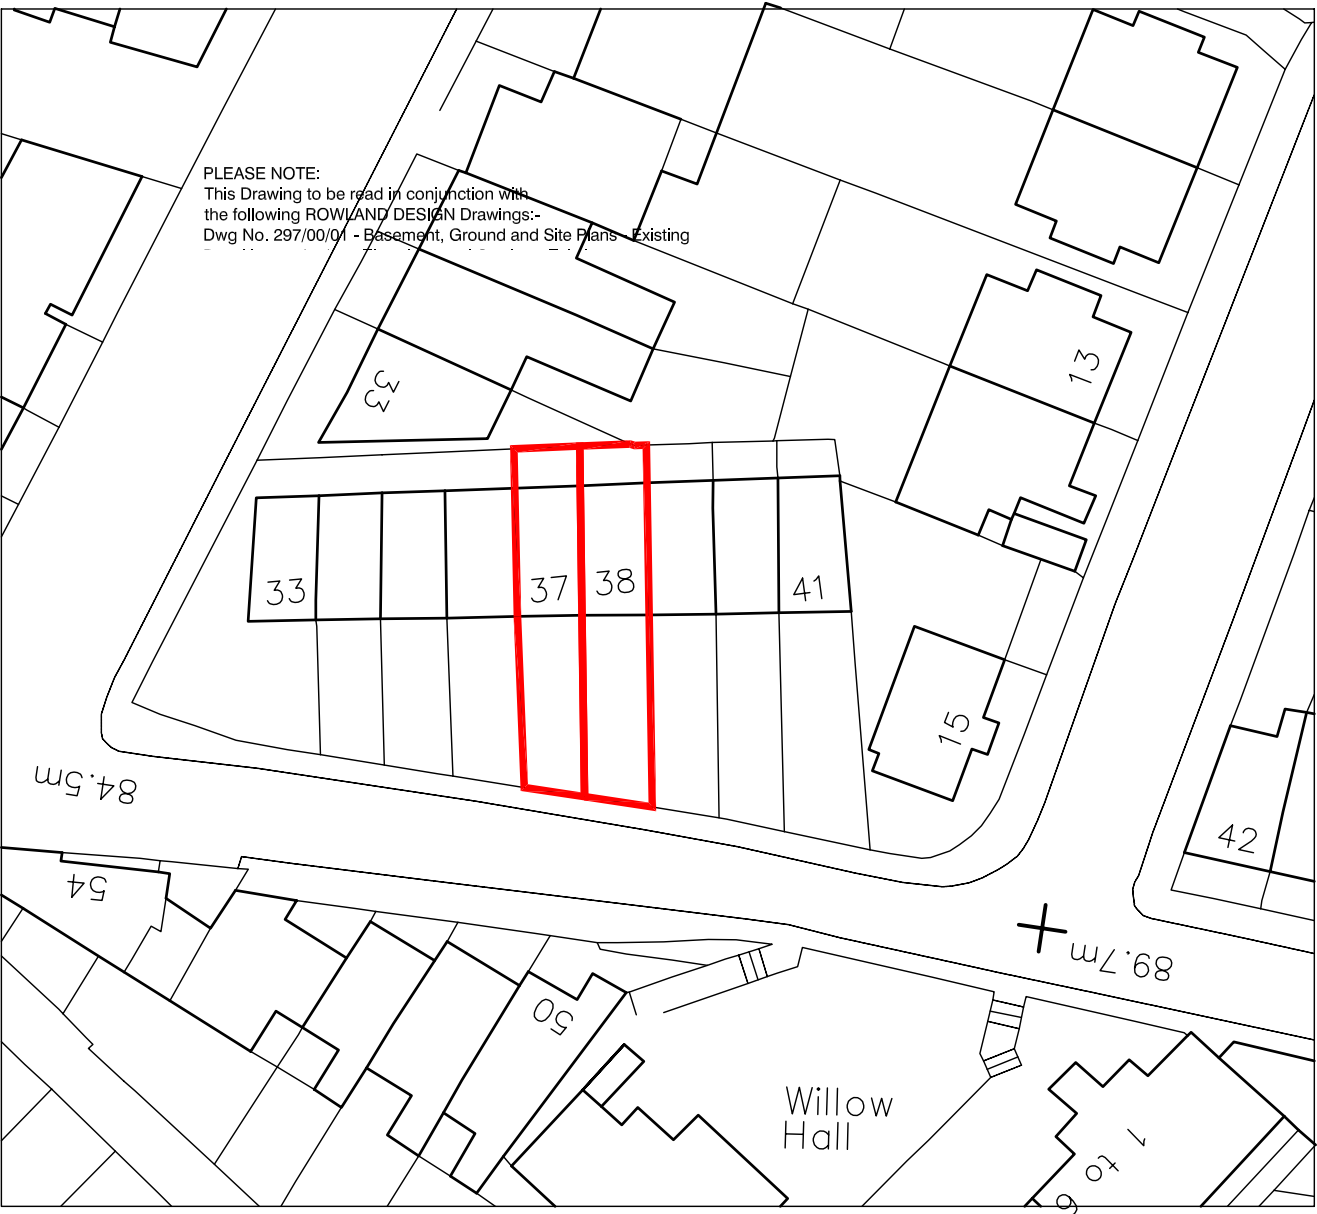 PLEASE NOTE:
This Drawing to be read in conjunction with
the following ROWLAND DESIGN Drawings:-
Dwg No. 297/00/01 - Basement, Ground and Site Plans - Existing
13
33
33
37
38
41
15
84.5m
42
54
89.7m
50
Willow
Hall
1 to 6